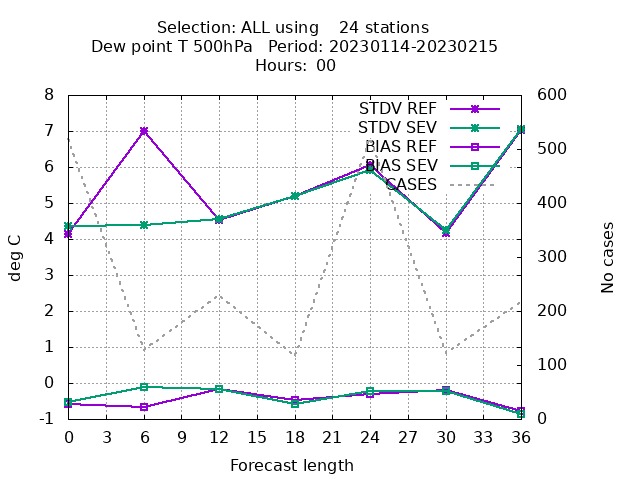 Selection: ALL using    24 stations
Dew point T 500hPa   Period: 20230114-20230215
Hours: 00
STDV REF
STDV SEV
BIAS REF
BIAS SEV
CASES
8
7
6
5
4
3
2
1
0
-1
deg C
600
500
400
300
200
100
0
No cases
0 3 6 9 12 15 18 21 24 27 30 33 36
Forecast length